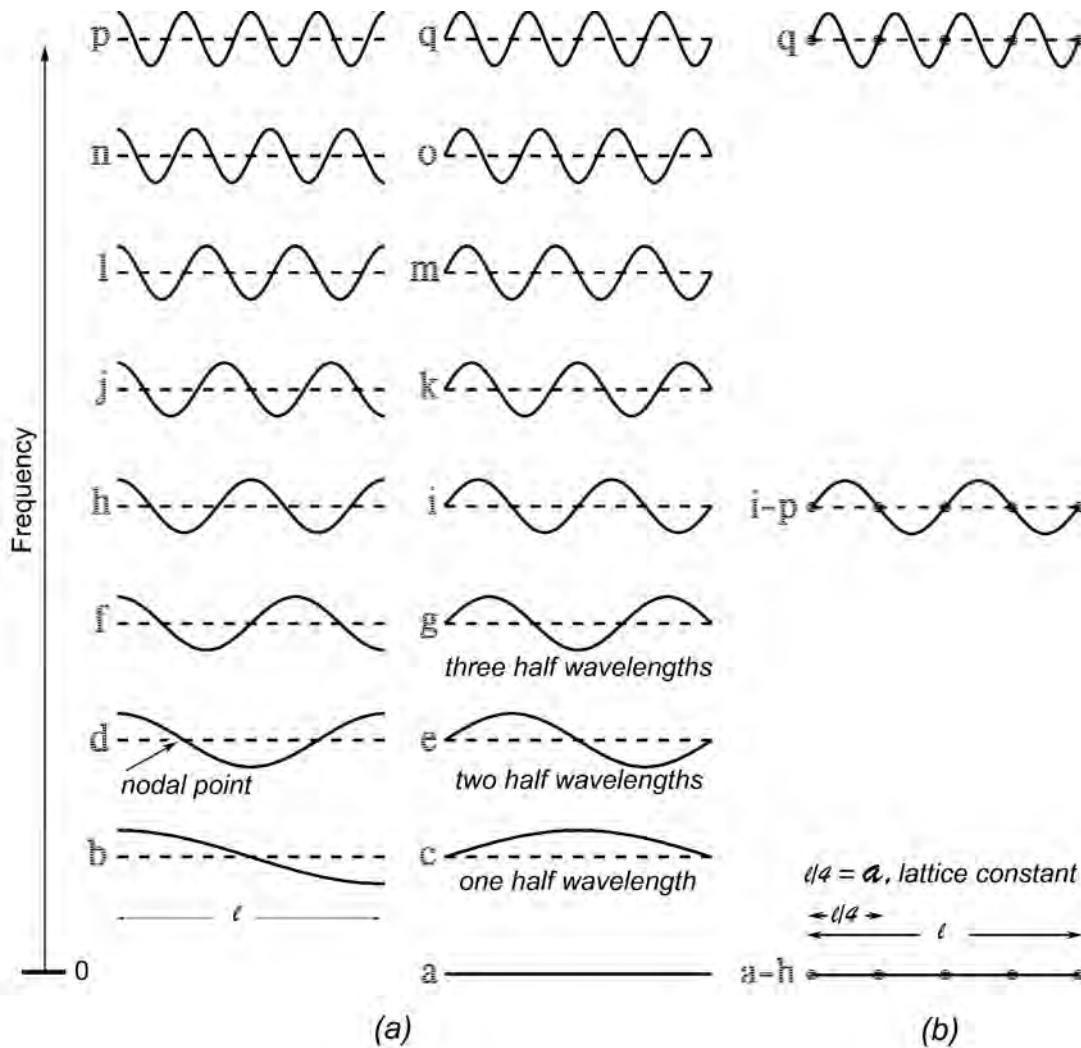 p
q
q
n
o
l
m
j
k
Frequency
h
i
i-p
f
g
three half wavelengths
d
e
nodal point
two half wavelengths
b
c
one half wavelength
ℓ/4 = a, lattice constant
ℓ
ℓ/4
ℓ
0
a
a-h
(a)
(b)